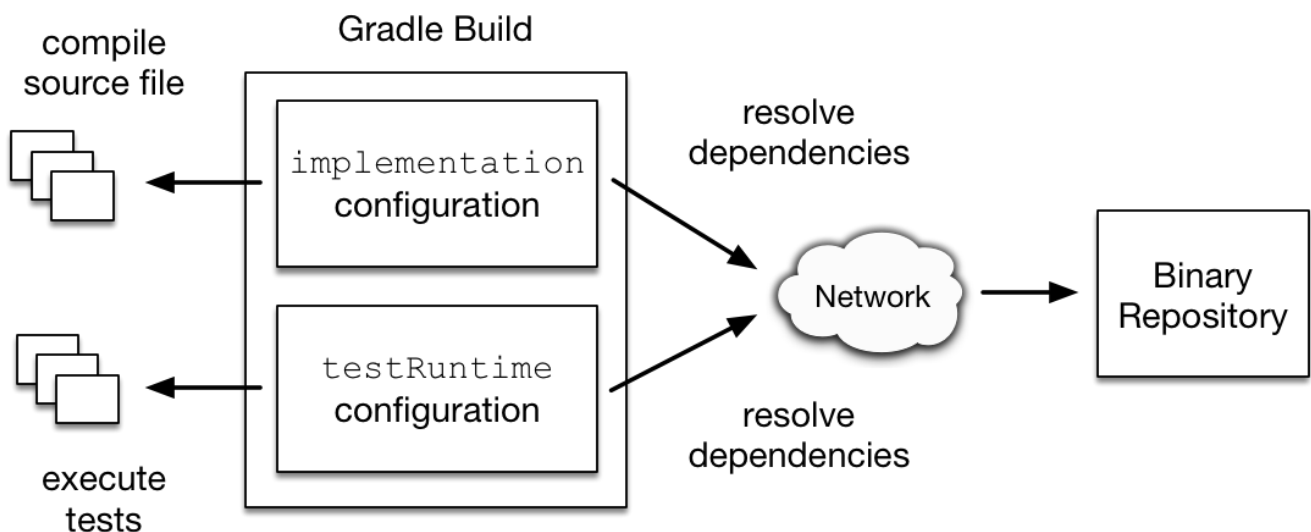 Gradle Build
compile
source file
implementation
configuration
resolve
dependencies
Network
Binary
Repository
testRuntime
configuration
resolve
dependencies
execute
tests